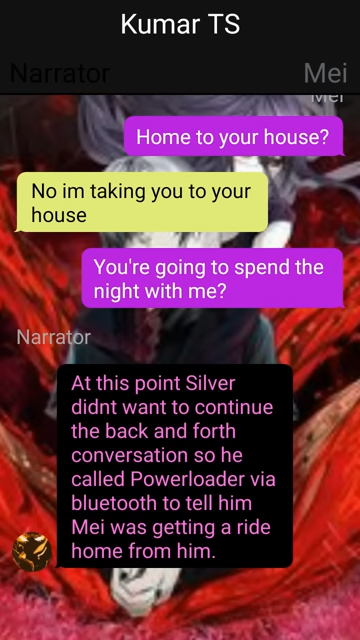 Kumar TS
Narrator
Mei
Mei
Home to your house?
No im taking you to your
house
You're going to spend the
night with me?
Narrator
At this point Silver
didnt want to continue
the back and forth
conversation so he
called Powerloader via
bluetooth to tell him
Mei was getting a ride
home from him.